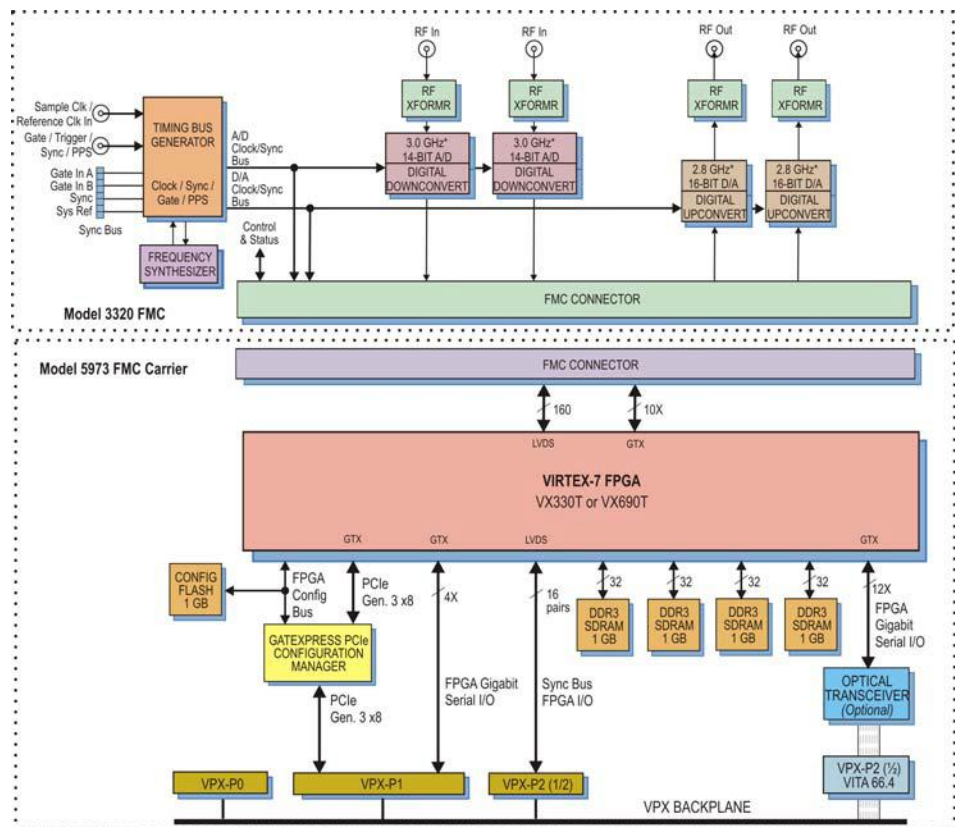 RF In
RF In
RF Out
RF Out
Sample Clk /
Reference Clk In
Gate / Trigger /
Sync / PPS
Gate In A
Gate In B
Sync
Sys Ref
Sync Bus
TIMING BUS
GENERATOR
Clock / Sync /
Gate / PPS
FREQUENCY
SYNTHESIZER
A/D
Clock/Sync
Bus
D/A
Clock/Sync
Bus
Control
& Status
RF
XFORMR
RF
XFORMR
RF
XFORMR
RF
XFORMR
3.0 GHz*
14-BIT A/D
DIGITAL
DOWNCONVERT
3.0 GHz*
14-BIT A/D
DIGITAL
DOWNCONVERT
2.8 GHz*
16-BIT D/A
DIGITAL
UPCONVERT
2.8 GHz*
16-BIT D/A
DIGITAL
UPCONVERT
FMC CONNECTOR
Model 3320 FMC
Model 5973 FMC Carrier
FMC CONNECTOR
160
10X
LVDS
GTX
VIRTEX-7 FPGA
VX330T or VX690T
GTX
GTX
LVDS
GTX
CONFIG
FLASH
1 GB
FPGA
Config
Bus
PCIe
Gen. 3 x8
4X
16
pairs
32
32
32
32
12X
DDR3
SDRAM
1 GB
DDR3
SDRAM
1 GB
DDR3
SDRAM
1 GB
DDR3
SDRAM
1 GB
FPGA
Gigabit
Serial I/O
GATEXPRESS PCIe
CONFIGURATION
MANAGER
PCIe
Gen. 3 x8
FPGA Gigabit
Serial I/O
Sync Bus
FPGA I/O
OPTICAL
TRANSCEIVER
(Optional)
VPX-P0
VPX-P1
VPX-P2 (1/2)
VPX-P2 (½)
VITA 66.4
VPX BACKPLANE